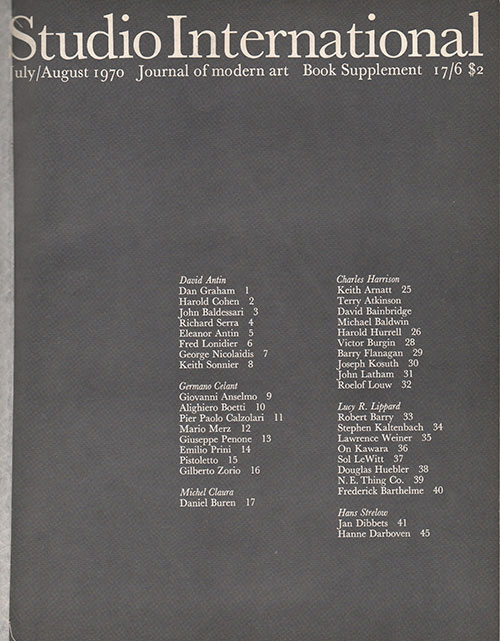 Studio International
July/August 1970 Journal of modern art Book Supplement 17/6 $2
David Antin
Dan Graham 1
Harold Cohen 2
John Baldessari 3
Richard Serra 4
Eleanor Antin 5
Fred Lonidier 6
George Nicolaidis 7
Keith Sonnier 8
Germano Celant
Giovanni Anselmo 9
Alighiero Boetti 10
Pier Paolo Calzolari 11
Mario Merz 12
Giuseppe Penone 13
Emilio Prini 14
Pistoletto 15
Gilberto Zorio 16
Michel Claura
Daniel Buren 17
Charles Harrison
Keith Arnatt 25
Terry Atkinson
David Bainbridge
Michael Baldwin
Harold Hurrell 26
Victor Burgin 28
Barry Flanagan 29
Joseph Kosuth 30
John Latham 31
Roelof Louw 32
Lucy R. Lippard
Robert Barry 33
Stephen Kaltenbach 34
Lawrence Weiner 35
On Kawara 36
Sol LeWitt 37
Douglas Huebler 38
N.E. Thing Co. 39
Frederick Barthelme 40
Hans Strelow
Jan Dibbets 41
Hanne Darboven 45